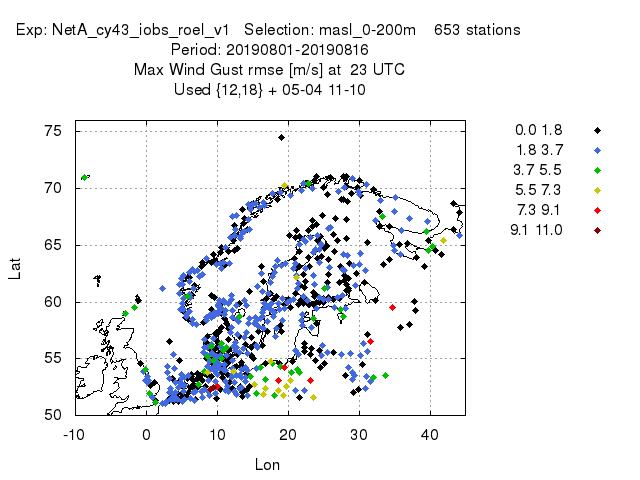 Exp: NetA_cy43_iobs_roel_v1   Selection: masl_0-200m    653 stations
Period: 20190801-20190816
Max Wind Gust rmse [m/s] at  23 UTC
Used {12,18} + 05-04 11-10
0.0 1.8
1.8 3.7
3.7 5.5
5.5 7.3
7.3 9.1
9.1 11.0
75
70
65
60
55
50
Lat
-10 0 10 20 30 40
Lon